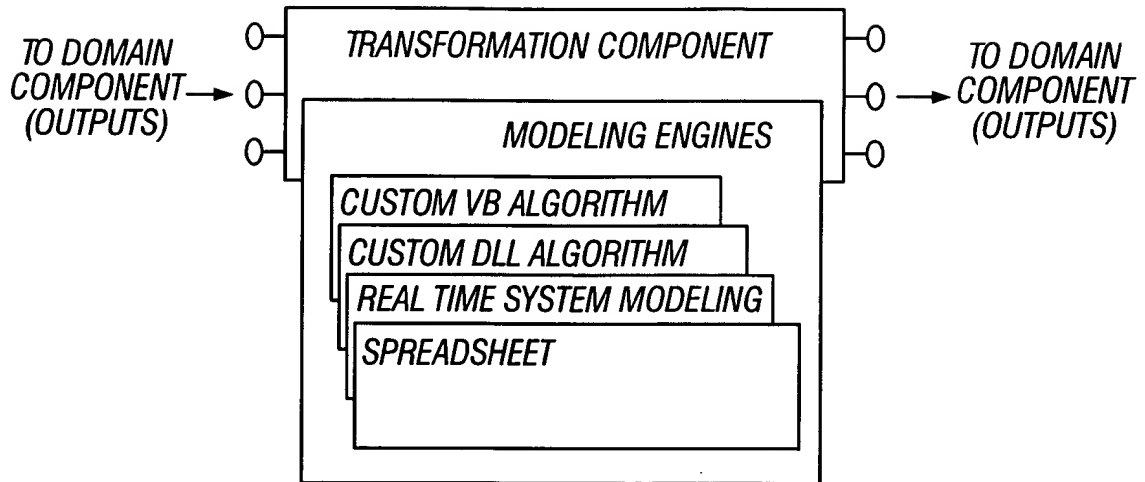 TO DOMAIN
COMPONENT
(OUTPUTS)
TRANSFORMATION COMPONENT
TO DOMAIN
COMPONENT
(OUTPUTS)
MODELING ENGINES
CUSTOM VB ALGORITHM
CUSTOM DLL ALGORITHM
REAL TIME SYSTEM MODELING
SPREADSHEET